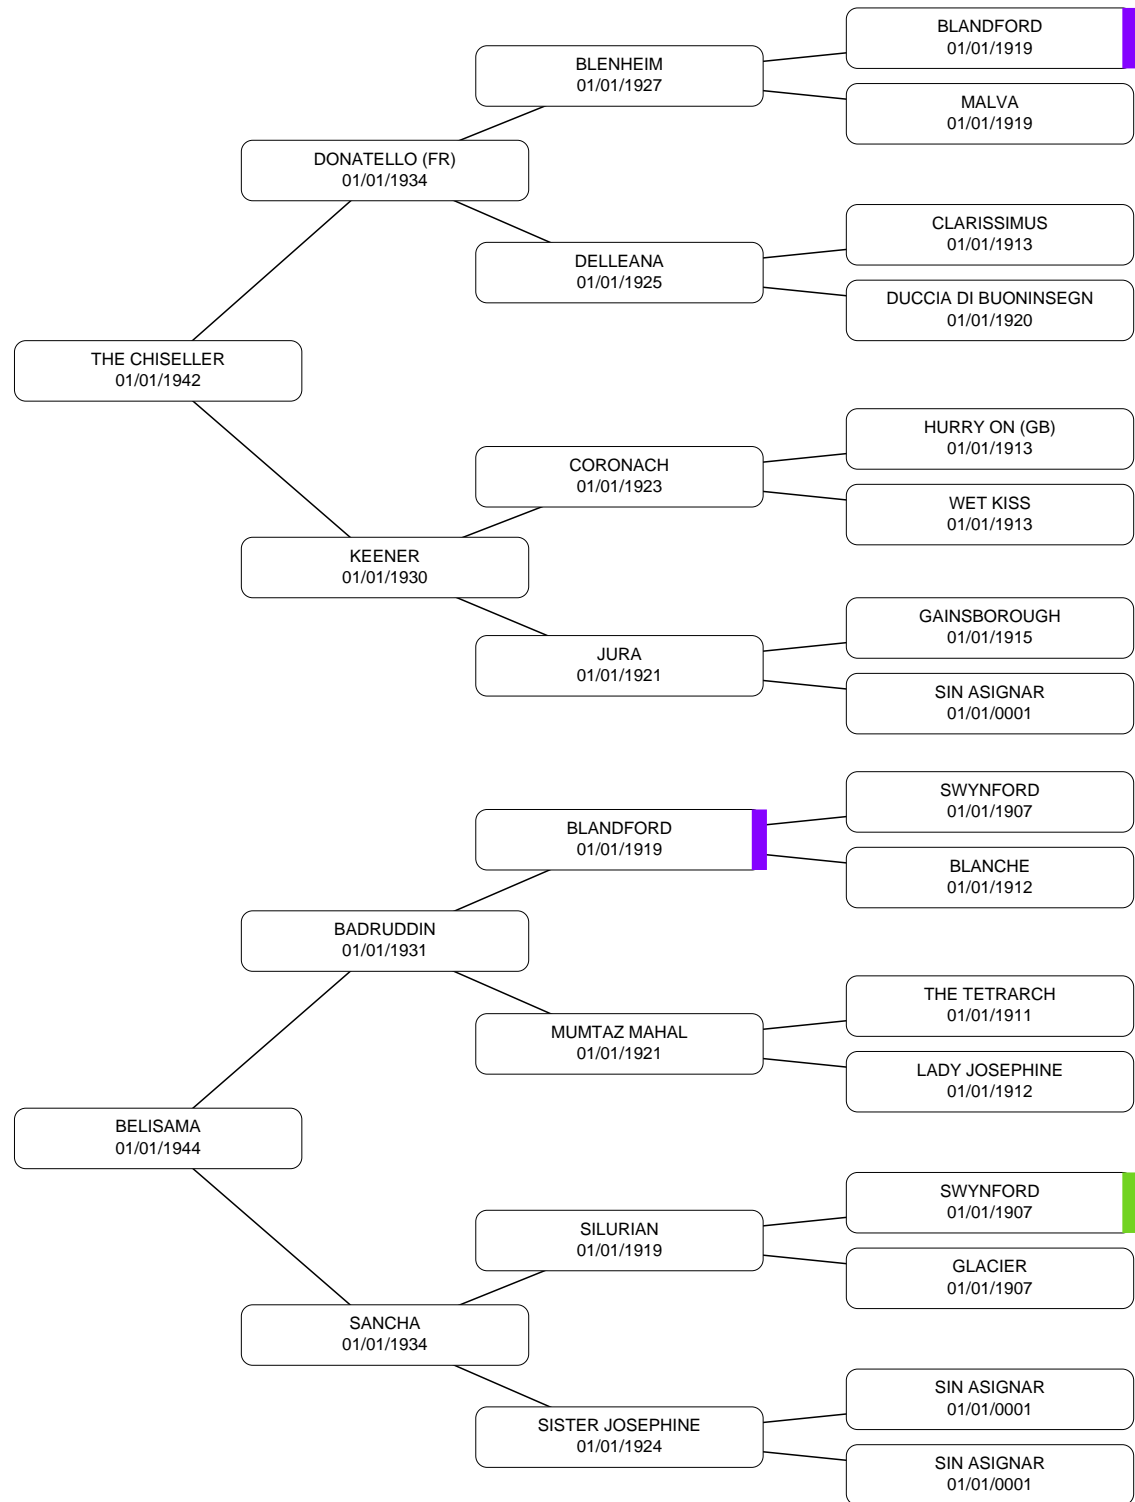 BLANDFORD
01/01/1919
BLENHEIM
01/01/1927
MALVA
01/01/1919
DONATELLO (FR)
01/01/1934
CLARISSIMUS
01/01/1913
DELLEANA
01/01/1925
DUCCIA DI BUONINSEGN
01/01/1920
THE CHISELLER
01/01/1942
HURRY ON (GB)
01/01/1913
CORONACH
01/01/1923
WET KISS
01/01/1913
KEENER
01/01/1930
GAINSBOROUGH
01/01/1915
JURA
01/01/1921
SIN ASIGNAR
01/01/0001
SWYNFORD
01/01/1907
BLANDFORD
01/01/1919
BLANCHE
01/01/1912
BADRUDDIN
01/01/1931
THE TETRARCH
01/01/1911
MUMTAZ MAHAL
01/01/1921
LADY JOSEPHINE
01/01/1912
BELISAMA
01/01/1944
SWYNFORD
01/01/1907
SILURIAN
01/01/1919
GLACIER
01/01/1907
SANCHA
01/01/1934
SIN ASIGNAR
01/01/0001
SISTER JOSEPHINE
01/01/1924
SIN ASIGNAR
01/01/0001